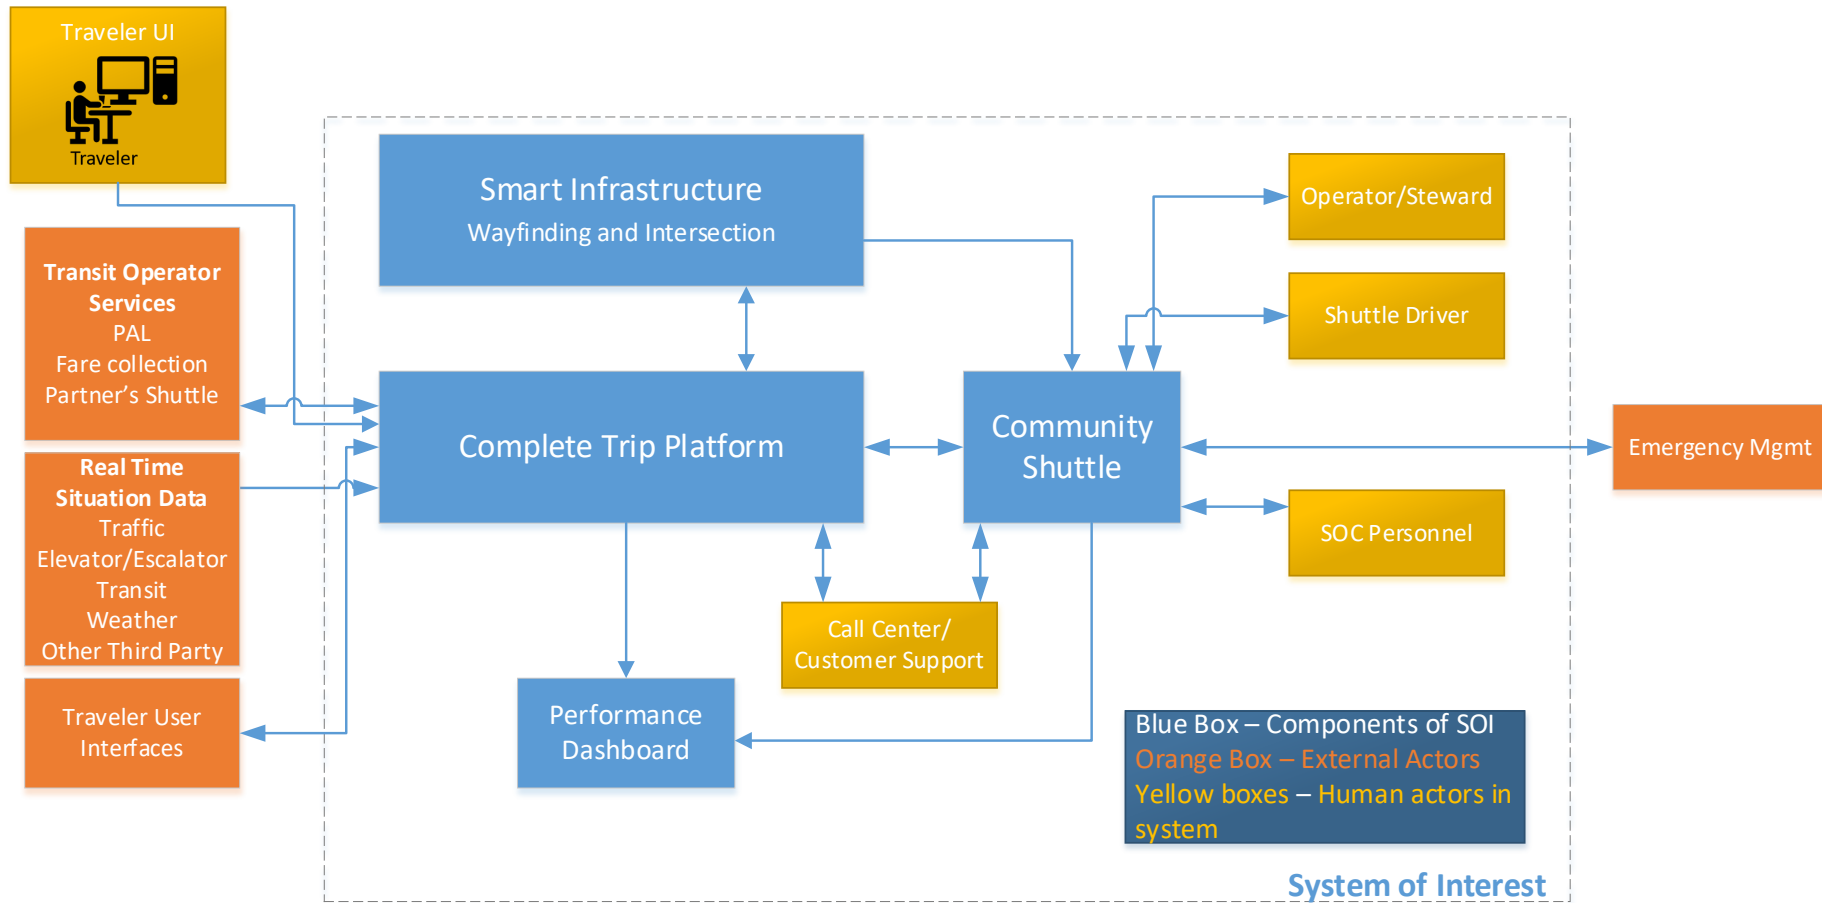 Traveler UI
Traveler
Transit Operator
Services
PAL
Fare collection
Partner’s Shuttle
Real Time
Situation Data
Traffic
Elevator/Escalator
Transit
Weather
Other Third Party
Traveler User
Interfaces
Smart Infrastructure
Wayfinding and Intersection
Complete Trip Platform
Community
Shuttle
Operator/Steward
Shuttle Driver
Emergency Mgmt
SOC Personnel
Call Center/
Customer Support
Performance
Dashboard
Blue Box – Components of SOI
Orange Box – External Actors
Yellow boxes – Human actors in
system
System of Interest